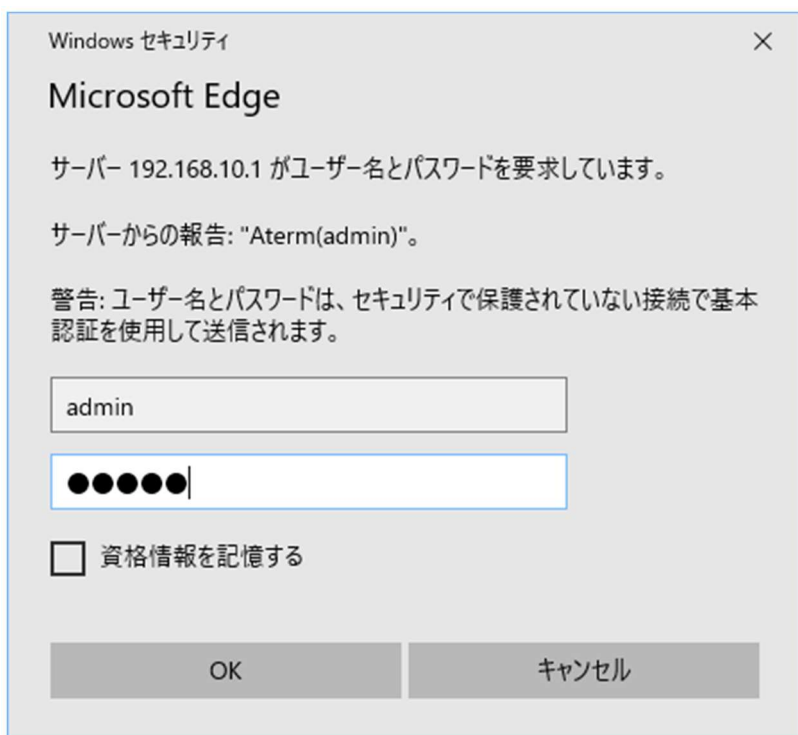 Windows セキュリティ
Microsoft Edge
サーバー 192.168.10.1 がユーザー名とパスワードを要求しています。
サーバーからの報告: "Aterm(admin)"。
警告: ユーザー名とパスワードは、セキュリティで保護されていない接続で基本
認証を使用して送信されます。
admin
●●●●●
資格情報を記憶する
OK
キャンセル